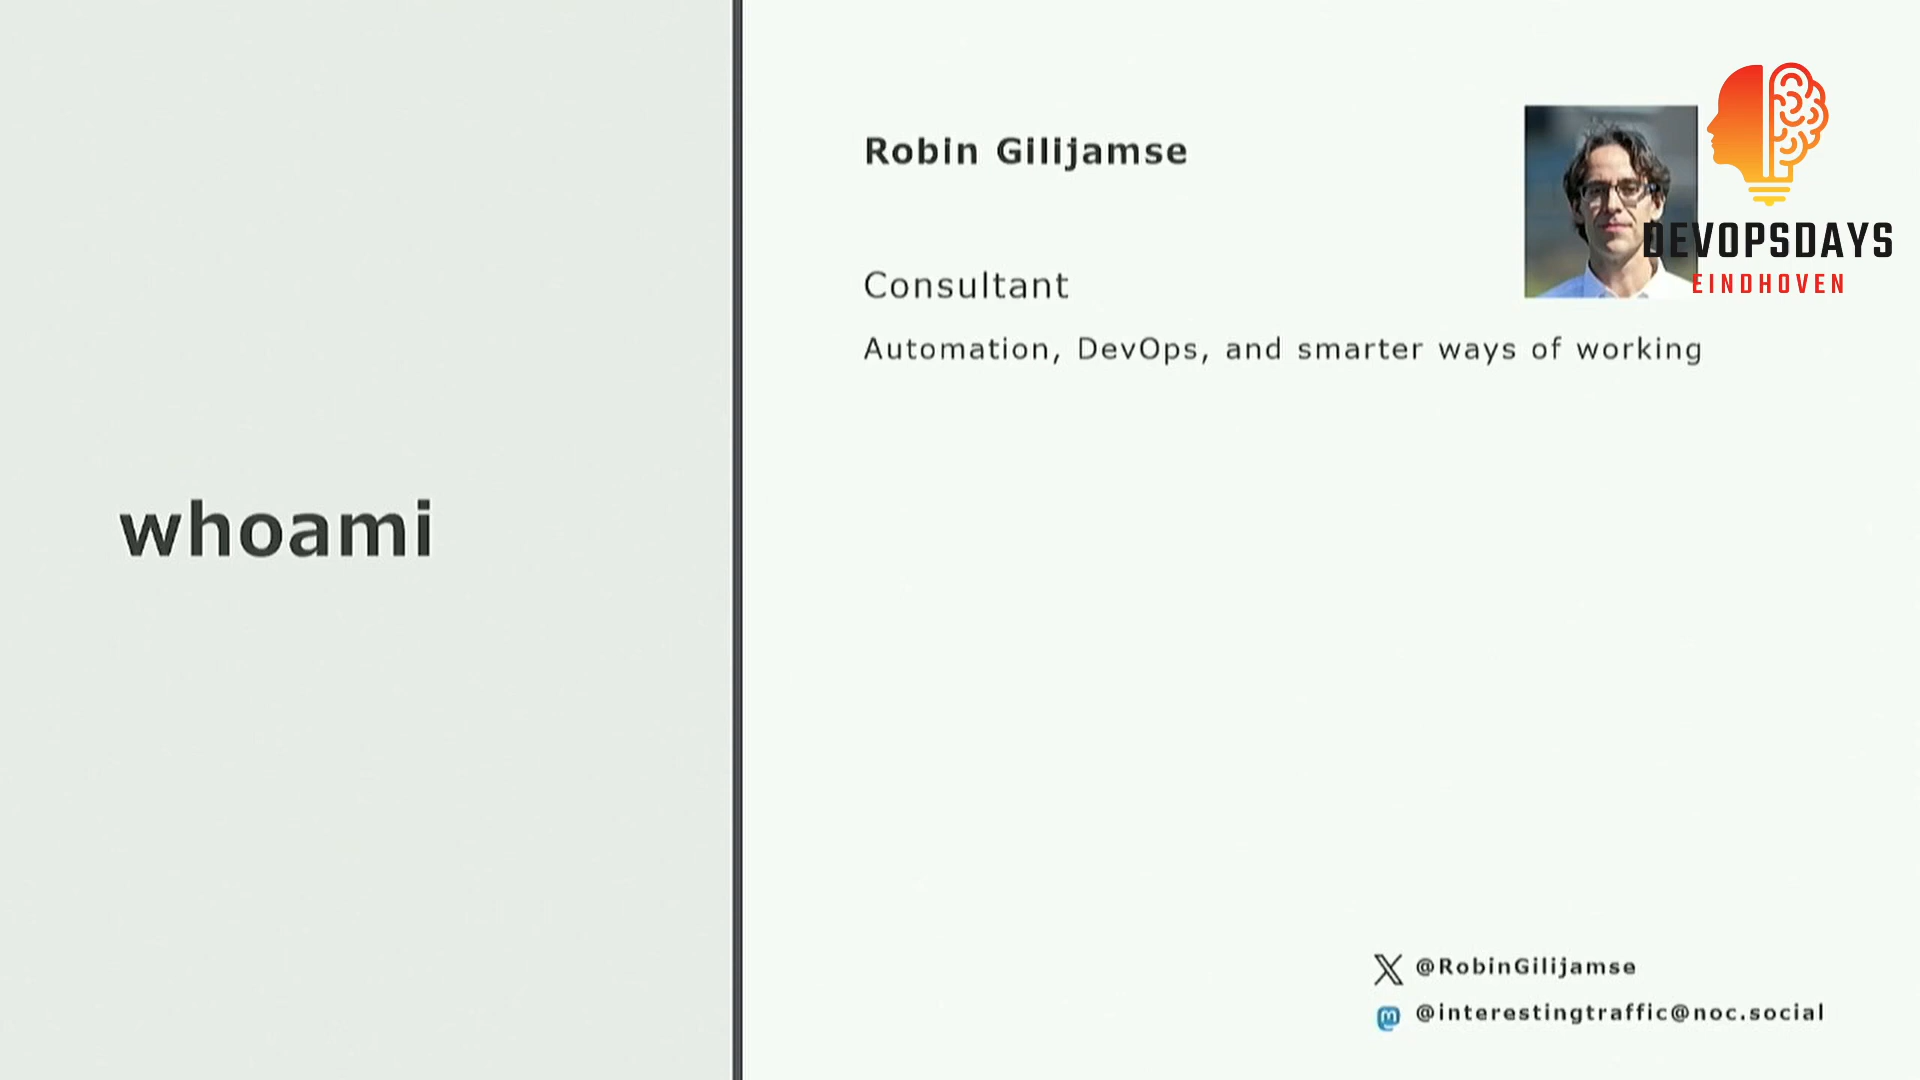 whoami
Robin Gilijamse
Consultant
Automation, DevOps, and smarter ways of working
DEVOPSDAYS
EINDHOVEN
@RobinGilijamse
@interestingtraffic@noc.social